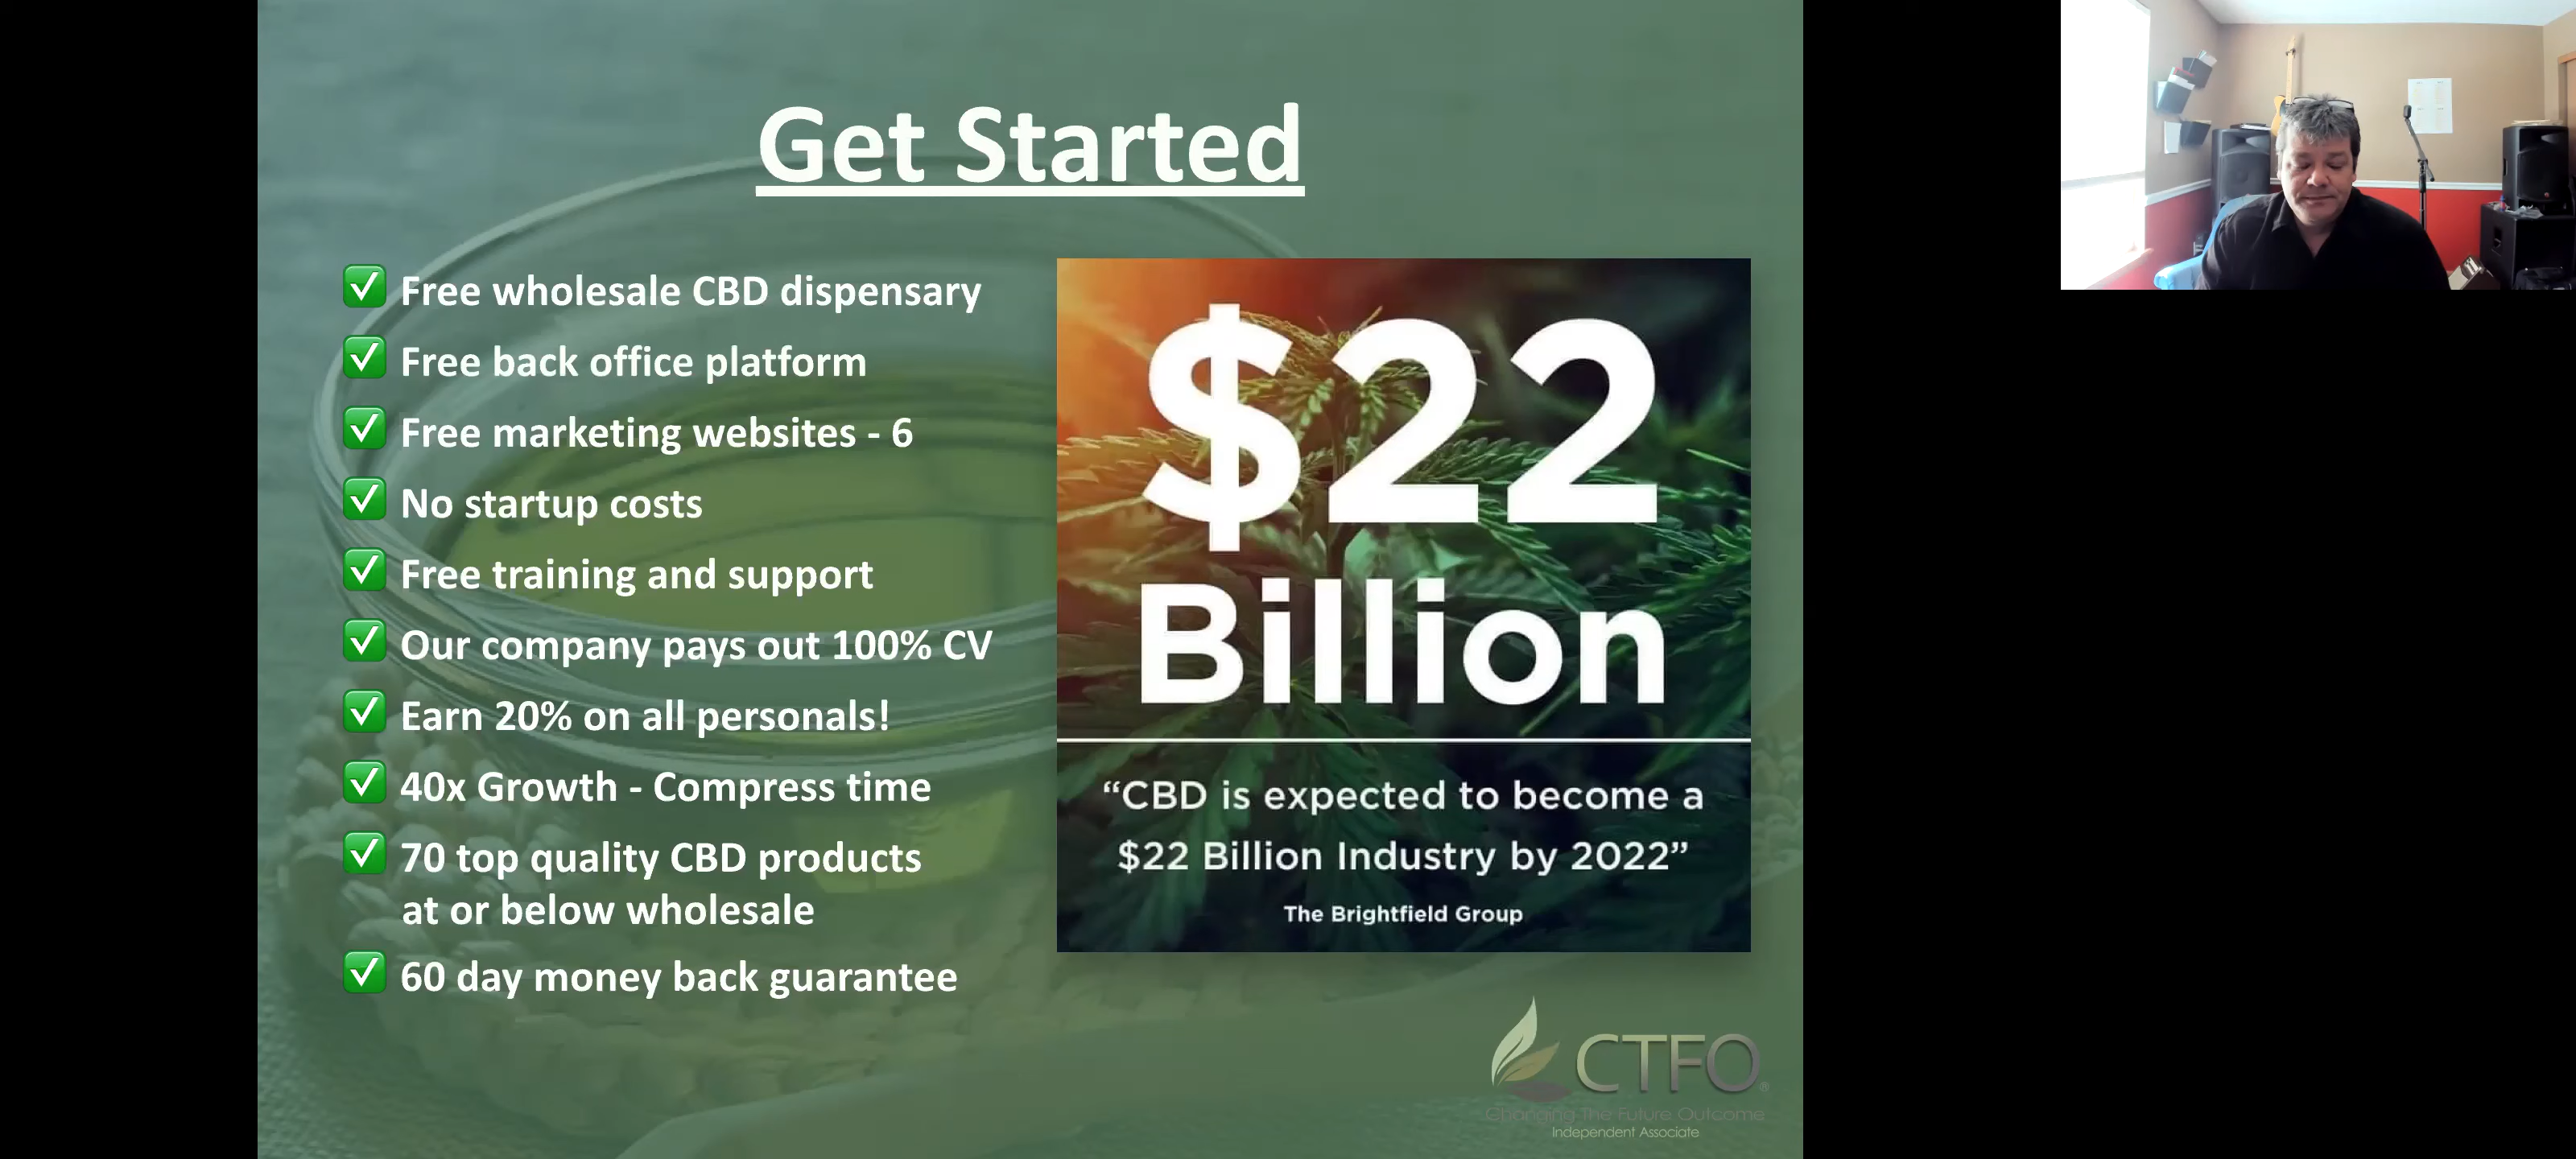 Get Started
Free wholesale CBD dispensary
Free back office platform
Free marketing websites - 6
No startup costs
Free training and support
Our company pays out 100% CV
Earn 20% on all personals!
40x Growth - Compress time
70 top quality CBD products
at or below wholesale
60 day money back guarantee
$22
Billion
“CBD is expected to become a
$22 Billion Industry by 2022”
The Brightfield Group
CTFO®
Changing The Future Outcome
Independent Associate